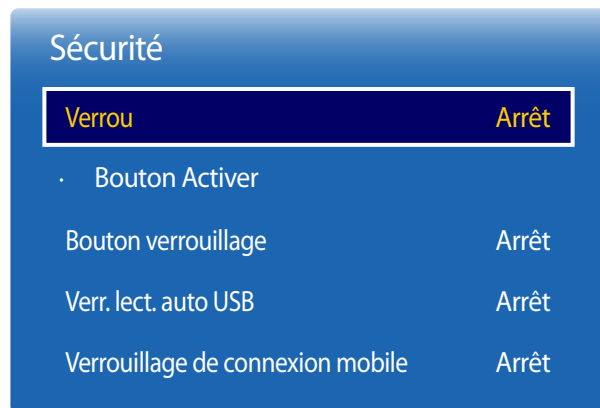 Sécurité
Verrou Arrêt
· Bouton Activer
Bouton verrouillage Arrêt
Verr. lect. auto USB Arrêt
Verrouillage de connexion mobile Arrêt